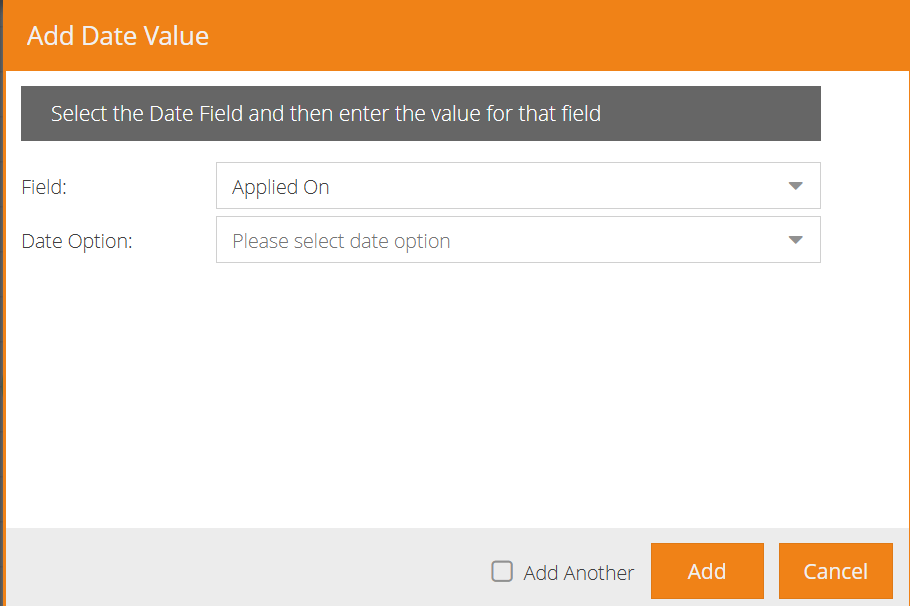 Add Date Value
Select the Date Field and then enter the value for that field
Field: Applied On
Date Option: Please select date option
Add Another Add Cancel